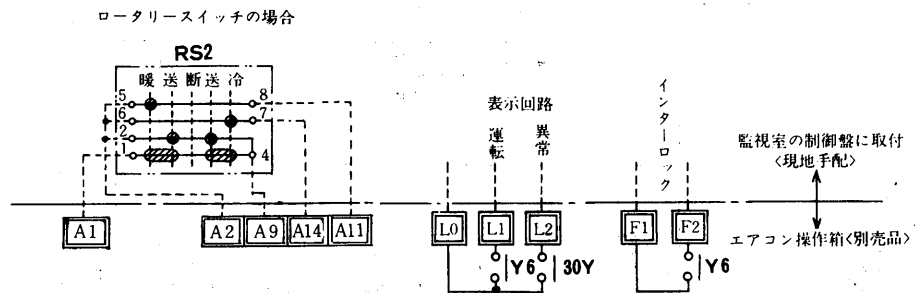 ロータリースイッチの場合
RS2
暖 送 断 送 冷
5 8
6 7
2
1 4
表示回路
運転
異常
インターロック
監視室の制御盤に取付
<現地手配>
A1 A2 A9 A14 A11 L0 L1 L2 F1 F2
エアコン操作箱<別売品>
Y6 30Y Y6